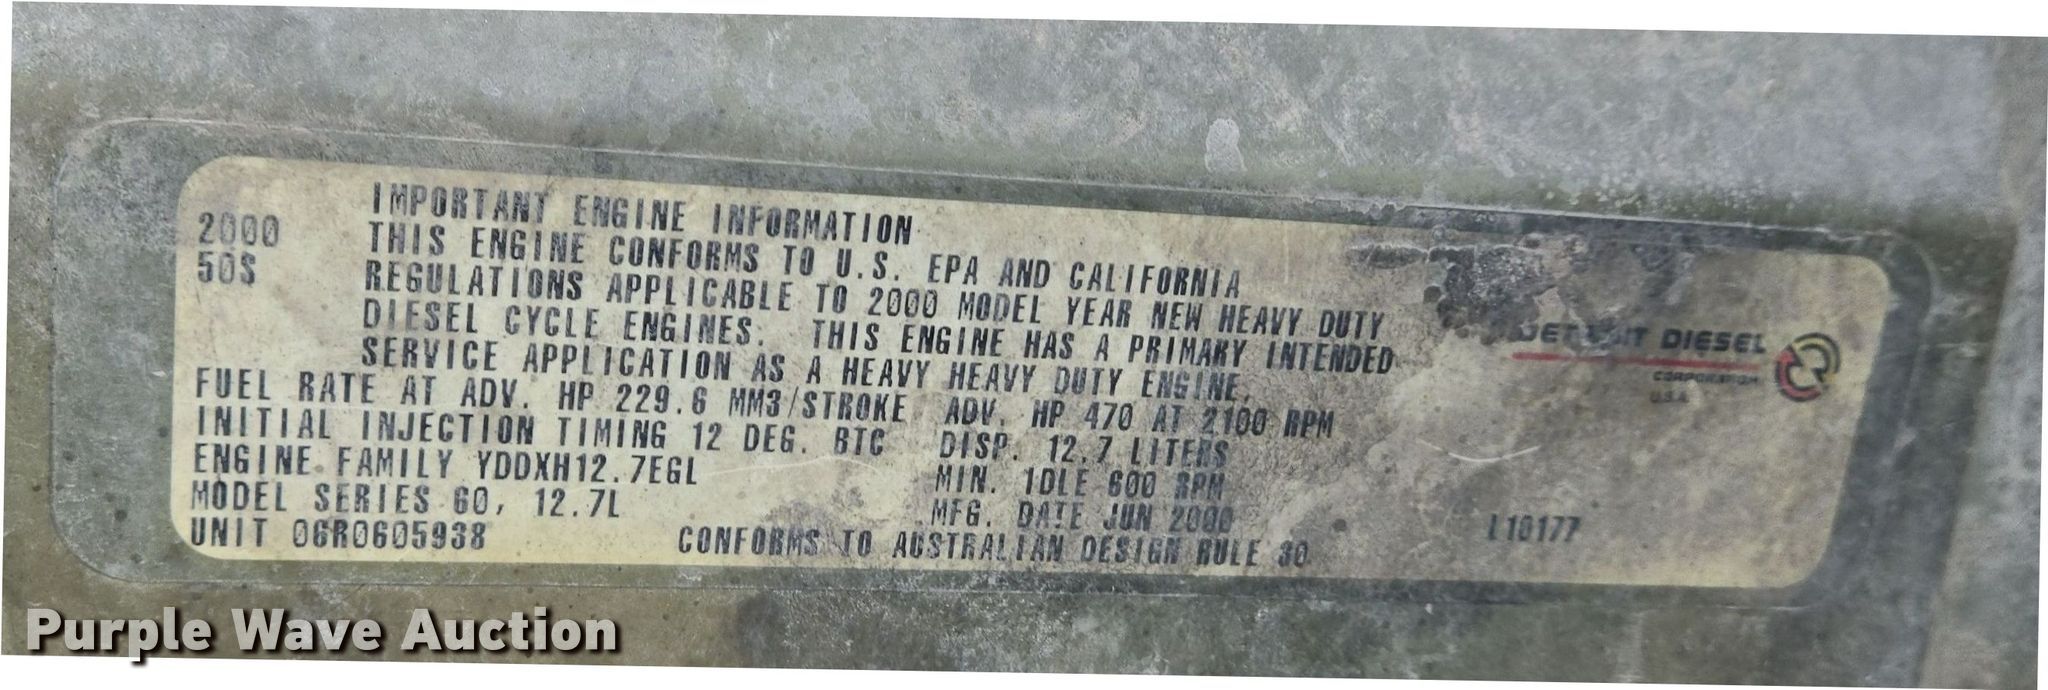 IMPORTANT ENGINE INFORMATION
2000 THIS ENGINE CONFORMS TO U.S. EPA AND CALIFORNIA
50S REGULATIONS APPLICABLE TO 2000 MODEL YEAR NEW HEAVY DUTY
DIESEL CYCLE ENGINES. THIS ENGINE HAS A PRIMARY INTENDED
SERVICE APPLICATION AS A HEAVY HEAVY DUTY ENGINE.
FUEL RATE AT ADV. HP 229.6 MM3/STROKE ADV. HP 470 AT 2100 RPM
INITIAL INJECTION TIMING 12 DEG. BTC DISP. 12.7 LITERS
ENGINE FAMILY YDDXH12.7EGL MIN. IDLE 600 RPM
MODEL SERIES 60, 12.7L MFG. DATE JUN 2000
UNIT 06R0605938 CONFORMS TO AUSTRALIAN DESIGN RULE 30
DETROIT DIESEL
CORPORATION
U.S.A
L10177
Purple Wave Auction